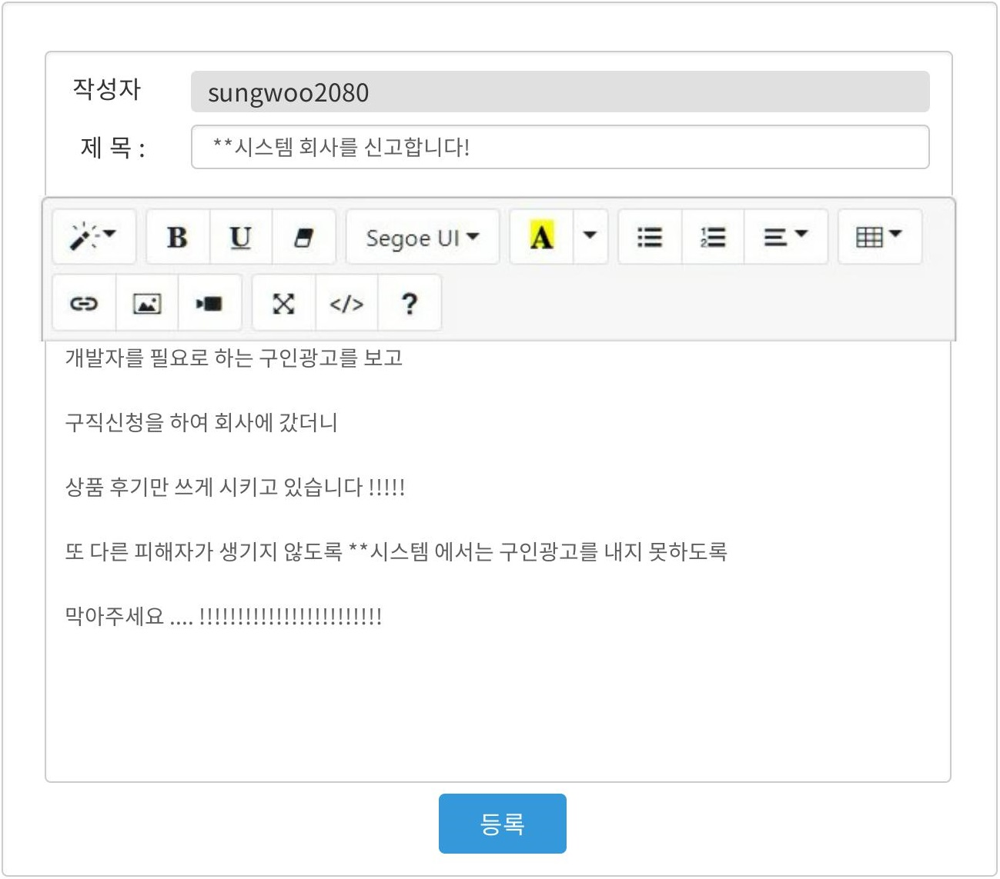 작성자
sungwoo2080
제 목 :
**시스템 회사를 신고합니다!
B U Segoe UI A
</> ?
개발자를 필요로 하는 구인광고를 보고
구직신청을 하여 회사에 갔더니
상품 후기만 쓰게 시키고 있습니다 !!!!!
또 다른 피해자가 생기지 않도록 **시스템 에서는 구인광고를 내지 못하도록
막아주세요 .... !!!!!!!!!!!!!!!!!!!!!!!!
등록